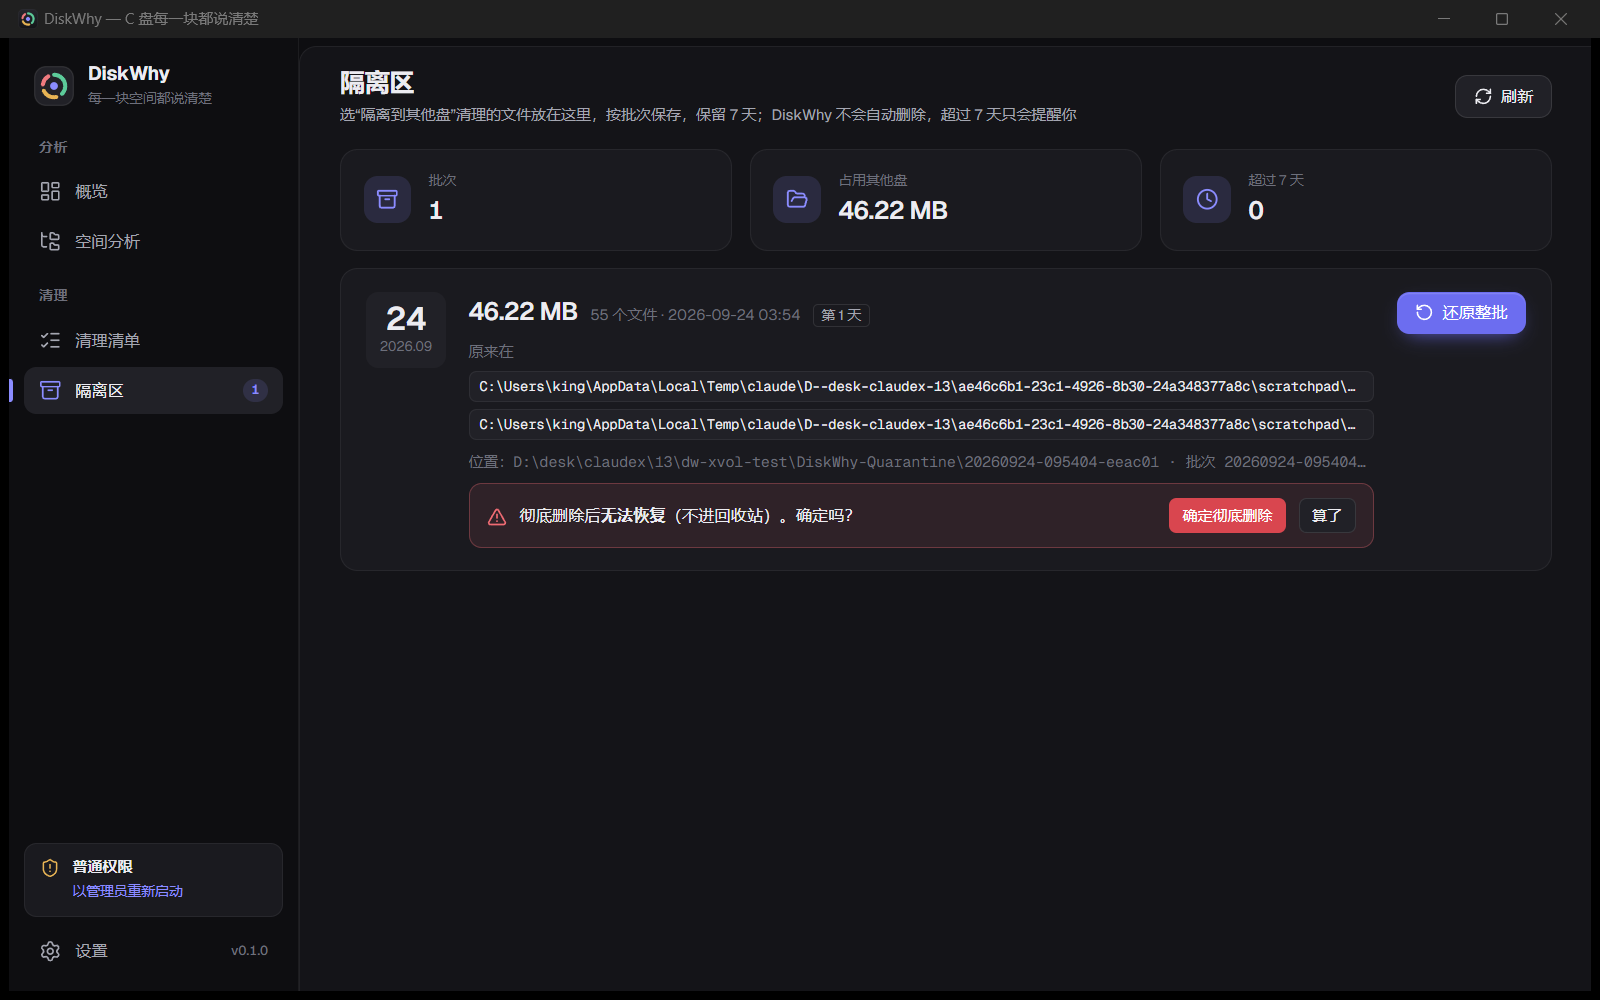 DiskWhy — C 盘每一块都说清楚
DiskWhy
每一块空间都说清楚
分析
概览
空间分析
清理
清理清单
隔离区 1
普通权限
以管理员重新启动
设置 v0.1.0
隔离区
选“隔离到其他盘”清理的文件放在这里，按批次保存，保留 7 天；DiskWhy 不会自动删除，超过 7 天只会提醒你
刷新
批次
1
占用其他盘
46.22 MB
超过 7 天
0
24
2026.09
46.22 MB 55 个文件 · 2026-09-24 03:54 第 1 天
还原整批
原来在
C:\Users\king\AppData\Local\Temp\claude\D--desk-claudex-13\ae46c6b1-23c1-4926-8b30-24a348377a8c\scratchpad\…
C:\Users\king\AppData\Local\Temp\claude\D--desk-claudex-13\ae46c6b1-23c1-4926-8b30-24a348377a8c\scratchpad\…
位置：D:\desk\claudex\13\dw-xvol-test\DiskWhy-Quarantine\20260924-095404-eeac01 · 批次 20260924-095404…
彻底删除后无法恢复（不进回收站）。确定吗？
确定彻底删除
算了